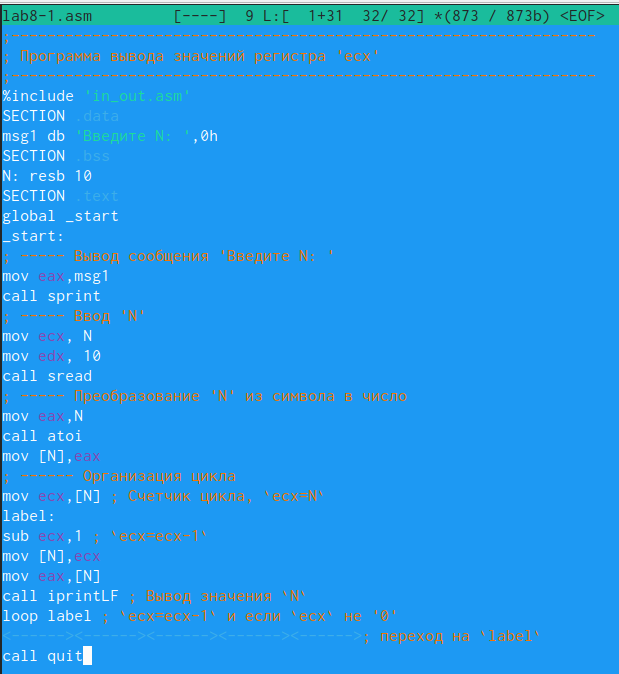 lab8-1.asm [----] 9 L:[ 1+31 32/ 32] *(873 / 873b) <EOF>
;--------------------------------------------------------------------
; Программа вывода значений регистра 'ecx'
;--------------------------------------------------------------------
%include 'in_out.asm'
SECTION .data
msg1 db 'Введите N: ',0h
SECTION .bss
N: resb 10
SECTION .text
global _start
_start:
; ----- Вывод сообщения 'Введите N: '
mov eax,msg1
call sprint
; ----- Ввод 'N'
mov ecx, N
mov edx, 10
call sread
; ----- Преобразование 'N' из символа в число
mov eax,N
call atoi
mov [N],eax
; ------ Организация цикла
mov ecx,[N] ; Счетчик цикла, `ecx=N`
label:
sub ecx,1 ; `ecx=ecx-1`
mov [N],ecx
mov eax,[N]
call iprintLF ; Вывод значения `N`
loop label ; `ecx=ecx-1` и если `ecx` не '0'
<------><------><------><------><------>; переход на `label`
call quit